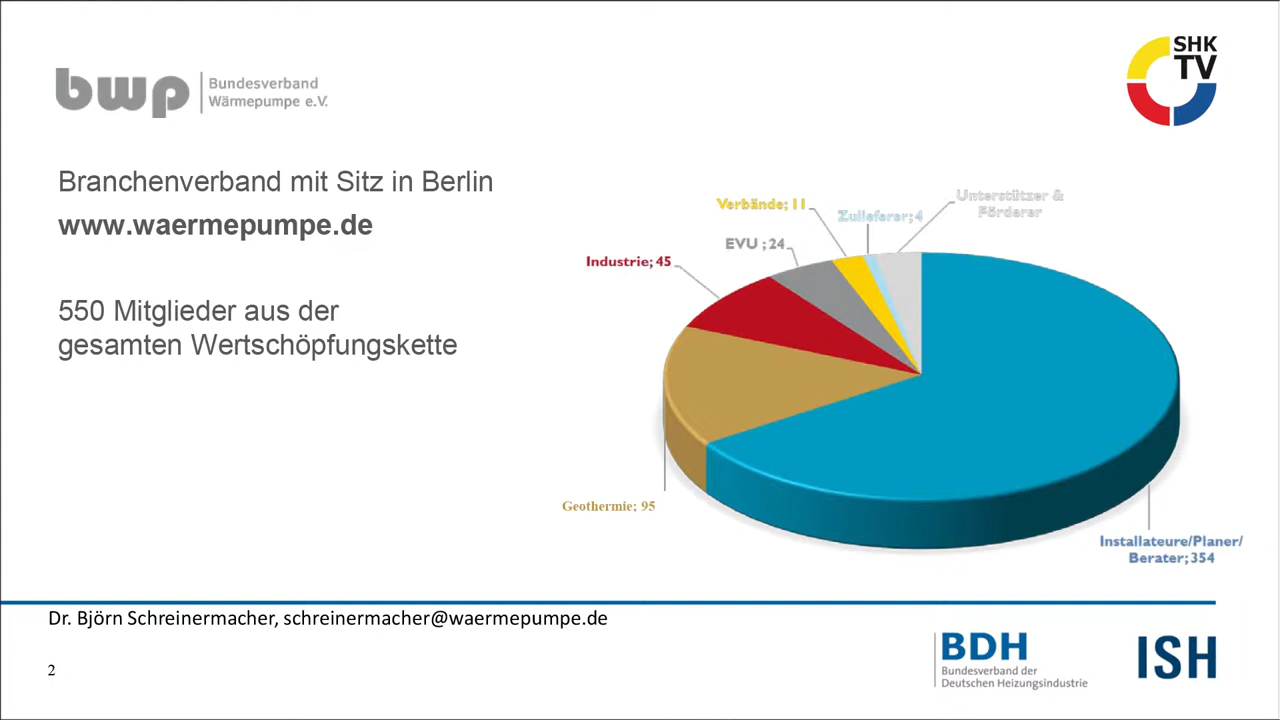 bwp
Bundesverband
Wärmepumpe e.V.
SHK
TV
Branchenverband mit Sitz in Berlin
www.waermepumpe.de
550 Mitglieder aus der
gesamten Wertschöpfungskette
Verbände; 11
Zulieferer; 4
Unterstützer &
Förderer
EVU ; 24
Industrie; 45
Geothermie; 95
Installateure/Planer/
Berater; 354
Dr. Björn Schreinermacher, schreinermacher@waermepumpe.de
2
BDH
Bundesverband der
Deutschen Heizungsindustrie
ISH